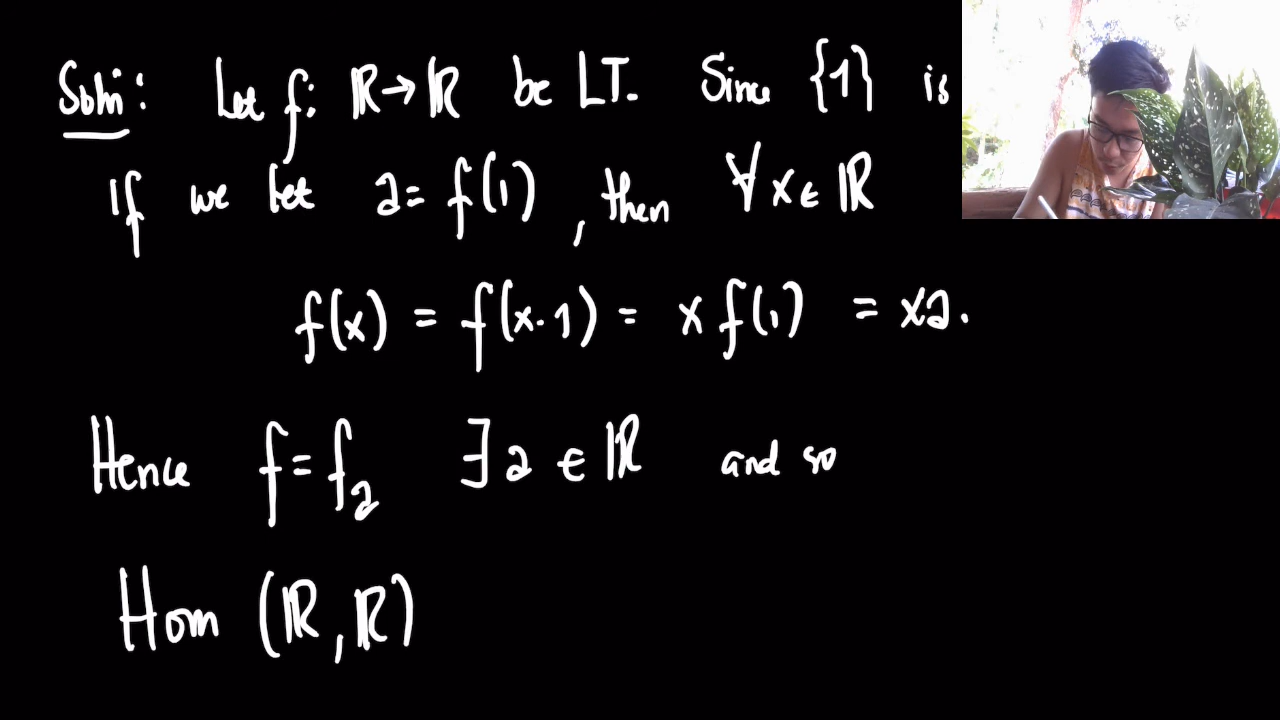 Soln: Let f: ℝ→ℝ be LT. Since {1} is
If we let a = f(1), then ∀ x ∈ ℝ
f(x) = f(x·1) = x f(1) = xa.
Hence f = fₐ ∃ a ∈ ℝ and so
Hom (ℝ, ℝ)